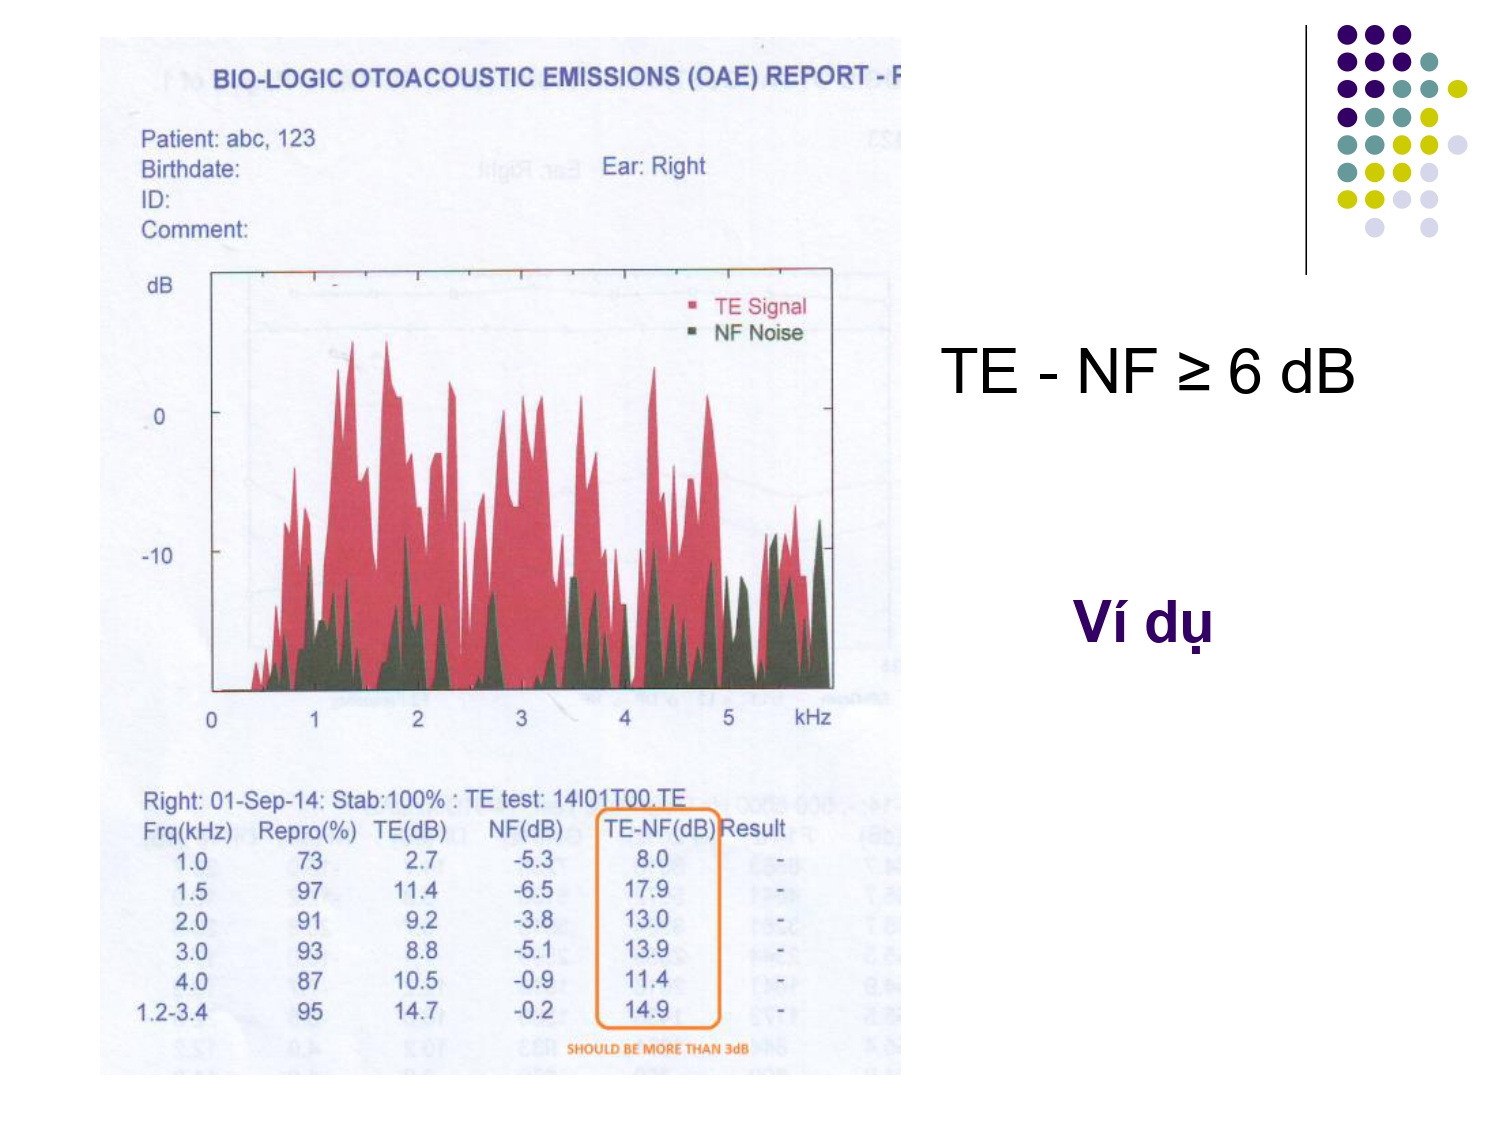 BIO-LOGIC OTOACOUSTIC EMISSIONS (OAE) REPORT -
Patient: abc, 123
Birthdate:
Ear: Right
ID:
Comment:
dB
TE Signal
NF Noise
0
-10
0 1 2 3 4 5 kHz
TE - NF ≥ 6 dB
Ví dụ
Right: 01-Sep-14: Stab:100% : TE test: 14I01T00.TE
Frq(kHz) Repro(%) TE(dB) NF(dB) TE-NF(dB) Result
1.0 73 2.7 -5.3 8.0 -
1.5 97 11.4 -6.5 17.9 -
2.0 91 9.2 -3.8 13.0 -
3.0 93 8.8 -5.1 13.9 -
4.0 87 10.5 -0.9 11.4 -
1.2-3.4 95 14.7 -0.2 14.9 -
SHOULD BE MORE THAN 3dB